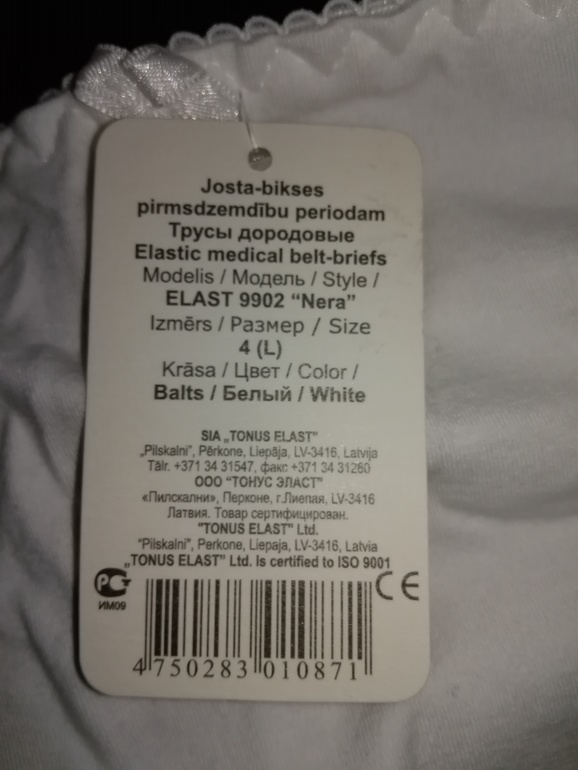 Josta-bikses
pirmsdzemdību periodam
Трусы дородовые
Elastic medical belt-briefs
Modelis / Модель / Style /
ELAST 9902 “Nera”
Izmērs / Размер / Size
4 (L)
Krāsa / Цвет / Color /
Balts / Белый / White
SIA „TONUS ELAST"
„Pilskalni", Pērkone, Liepāja, LV-3416, Latvija
Tālr. +371 34 31547, факс +371 34 31260
ООО "ТОНУС ЭЛАСТ"
«Пилскални», Перконе, г.Лиепая, LV-3416
Латвия. Товар сертифицирован.
"TONUS ELAST" Ltd.
"Pilskalni", Perkone, Liepaja, LV-3416, Latvia
„TONUS ELAST" Ltd. Is certified to ISO 9001
РСТ CE
ИМ09
4 750283 010871